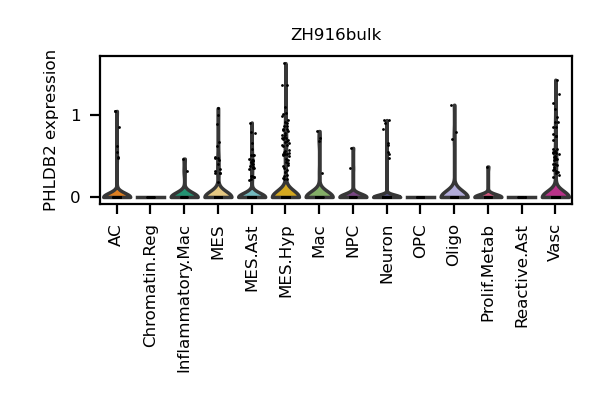 ZH916bulk
PHLDB2 expression
1
0
AC
Chromatin.Reg
Inflammatory.Mac
MES
MES.Ast
MES.Hyp
Mac
NPC
Neuron
OPC
Oligo
Prolif.Metab
Reactive.Ast
Vasc